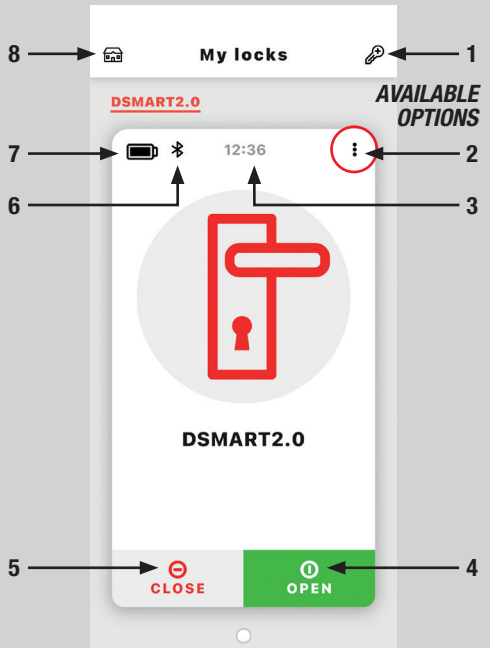 8
My locks
1
DSMART2.0
AVAILABLE
OPTIONS
7
12:36
2
6
3
DSMART2.0
5
CLOSE
OPEN
4